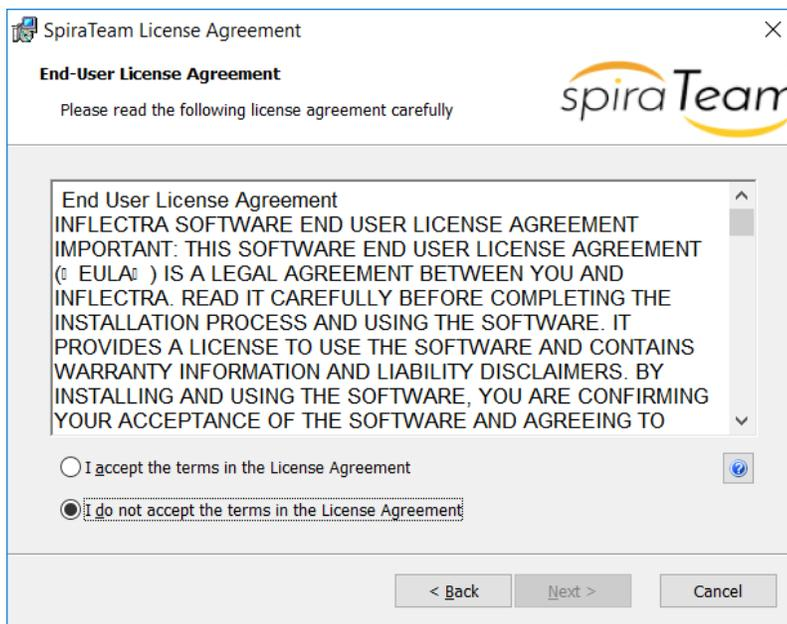 SpiraTeam License Agreement
End-User License Agreement
Please read the following license agreement carefully
spiraTeam
End User License Agreement
INFLECTRA SOFTWARE END USER LICENSE AGREEMENT
IMPORTANT: THIS SOFTWARE END USER LICENSE AGREEMENT
(▯ EULA▯ ) IS A LEGAL AGREEMENT BETWEEN YOU AND
INFLECTRA. READ IT CAREFULLY BEFORE COMPLETING THE
INSTALLATION PROCESS AND USING THE SOFTWARE. IT
PROVIDES A LICENSE TO USE THE SOFTWARE AND CONTAINS
WARRANTY INFORMATION AND LIABILITY DISCLAIMERS. BY
INSTALLING AND USING THE SOFTWARE, YOU ARE CONFIRMING
YOUR ACCEPTANCE OF THE SOFTWARE AND AGREEING TO
I accept the terms in the License Agreement
I do not accept the terms in the License Agreement
< Back Next > Cancel